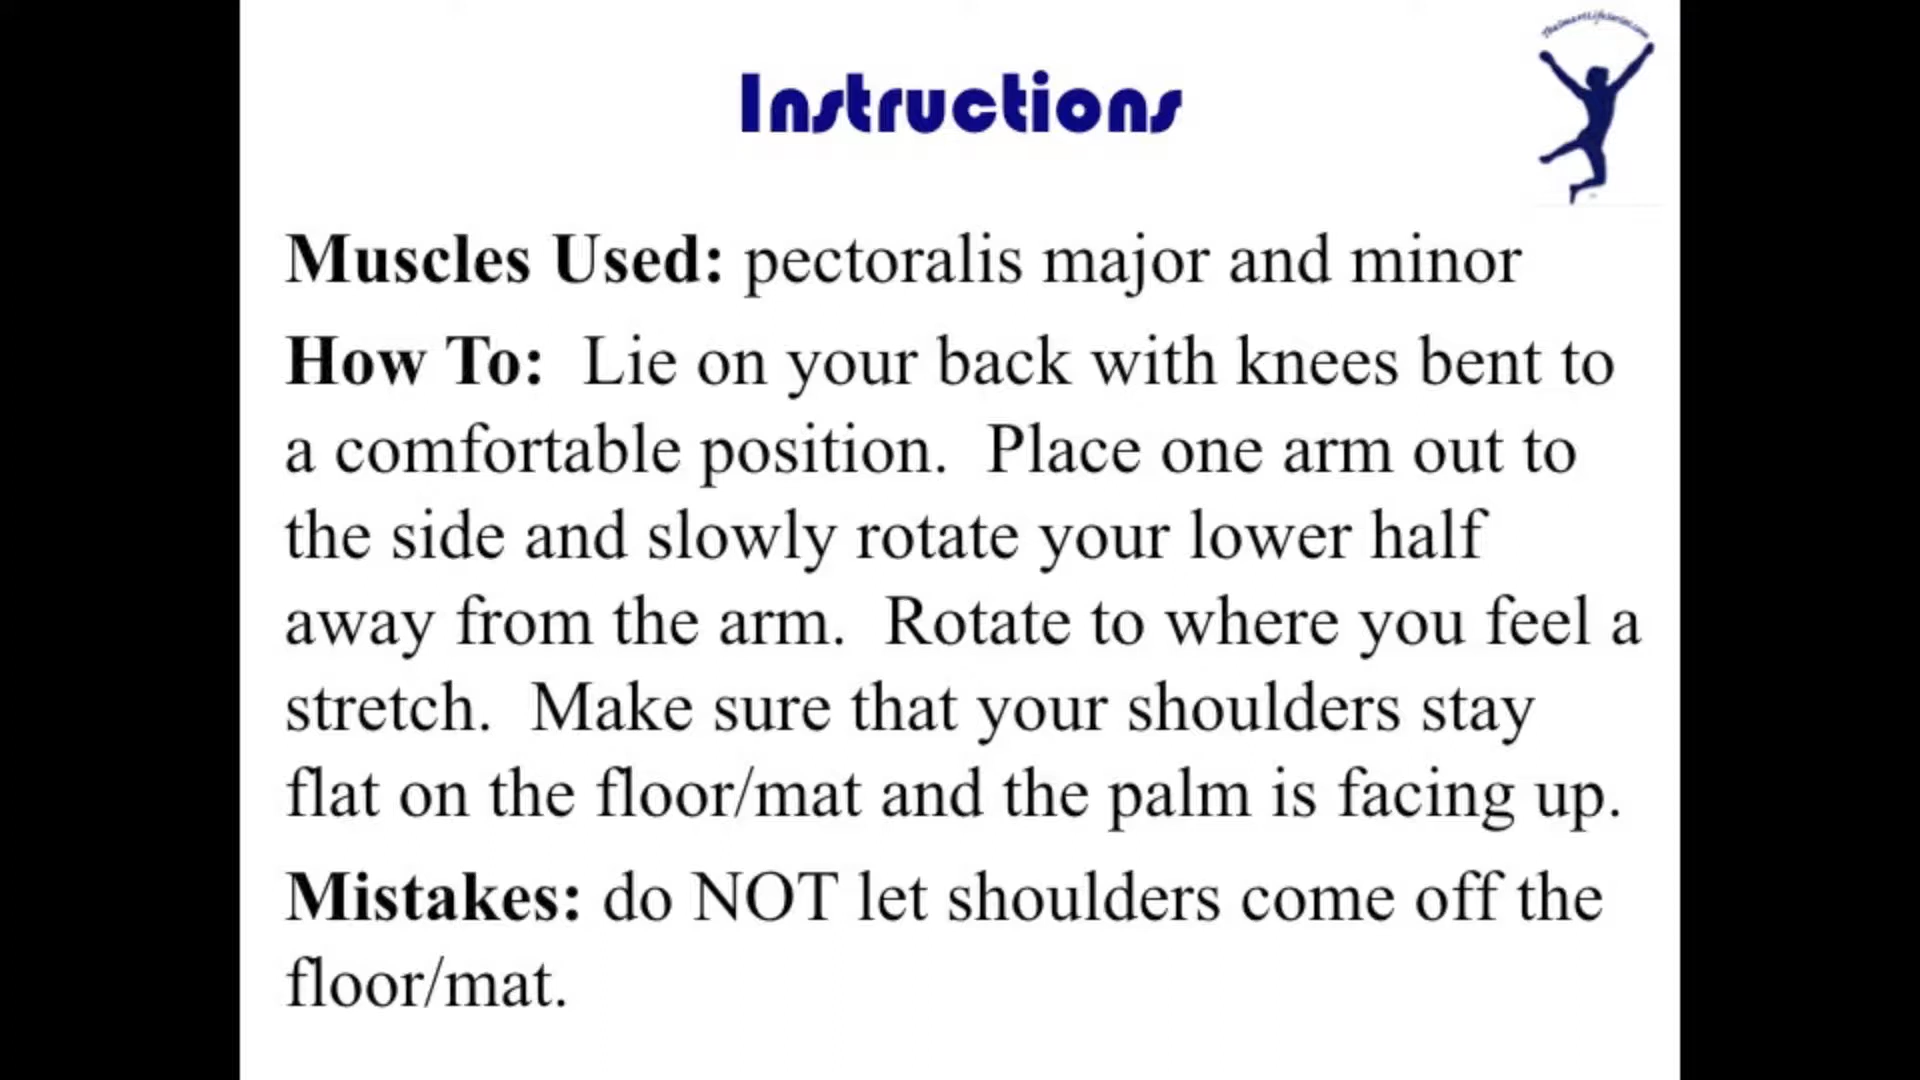 TheSmartLifeSeries.com
Instructions
Muscles Used: pectoralis major and minor
How To: Lie on your back with knees bent to
a comfortable position. Place one arm out to
the side and slowly rotate your lower half
away from the arm. Rotate to where you feel a
stretch. Make sure that your shoulders stay
flat on the floor/mat and the palm is facing up.
Mistakes: do NOT let shoulders come off the
floor/mat.